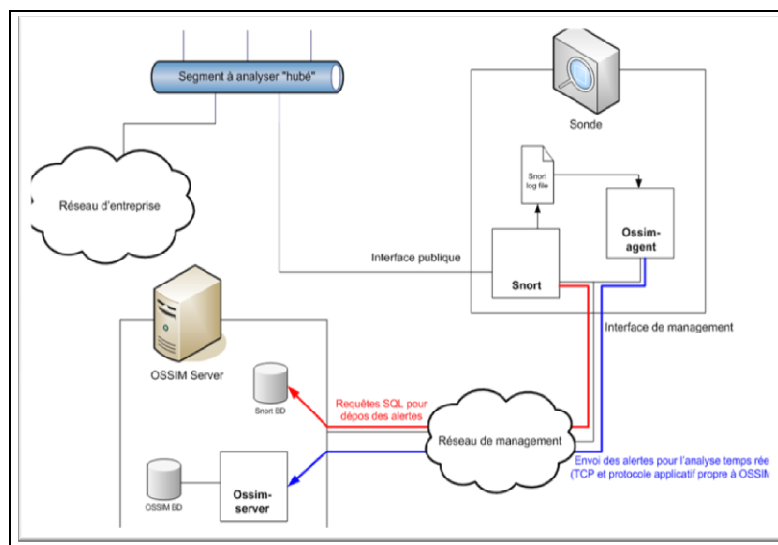 Segment à analyser "hubé"
Sonde
Snort
log file
Réseau d'entreprise
Ossim-
agent
Interface publique
Snort
Interface de management
OSSIM Server
Snort BD
Requêtes SQL pour
dépos des alertes
Réseau de management
Envoi des alertes pour l'analyse temps rée
(TCP et protocole applicatif propre à OSSIM
OSSIM BD
Ossim-
server